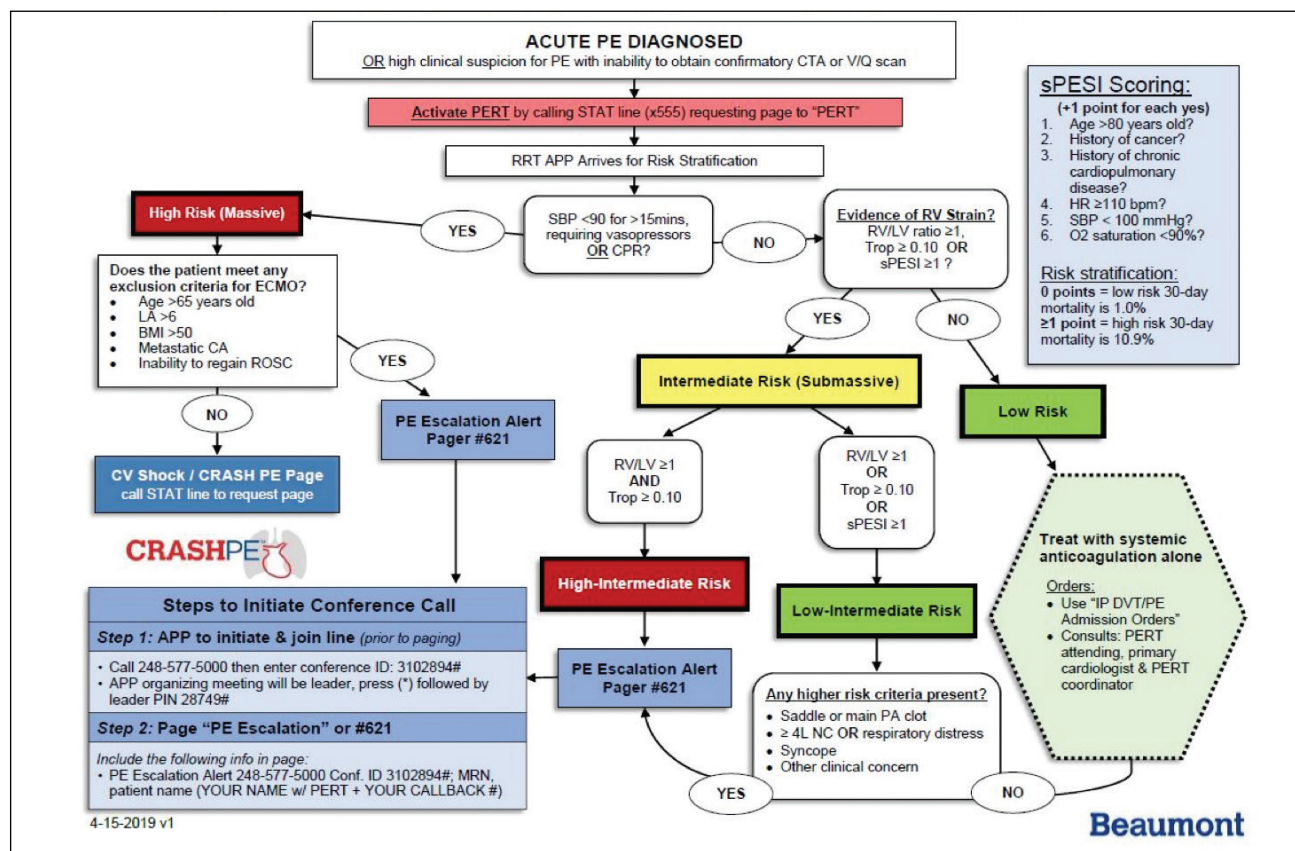 ACUTE PE DIAGNOSED
OR high clinical suspicion for PE with inability to obtain confirmatory CTA or V/Q scan
Activate PERT by calling STAT line (x555) requesting page to “PERT”
RRT APP Arrives for Risk Stratification
SBP <90 for >15mins,
requiring vasopressors
OR CPR?
YES
NO
High Risk (Massive)
Does the patient meet any
exclusion criteria for ECMO?
• Age >65 years old
• LA >6
• BMI >50
• Metastatic CA
• Inability to regain ROSC
NO
YES
CV Shock / CRASH PE Page
call STAT line to request page
PE Escalation Alert
Pager #621
CRASHPE
Evidence of RV Strain?
RV/LV ratio ≥1,
Trop ≥ 0.10 OR
sPESI ≥1 ?
YES
NO
sPESI Scoring:
(+1 point for each yes)
1. Age >80 years old?
2. History of cancer?
3. History of chronic
cardiopulmonary
disease?
4. HR ≥110 bpm?
5. SBP < 100 mmHg?
6. O2 saturation <90%?
Risk stratification:
0 points = low risk 30-day
mortality is 1.0%
≥1 point = high risk 30-day
mortality is 10.9%
Intermediate Risk (Submassive)
Low Risk
RV/LV ≥1
AND
Trop ≥ 0.10
RV/LV ≥1
OR
Trop ≥ 0.10
OR
sPESI ≥1
High-Intermediate Risk
Low-Intermediate Risk
PE Escalation Alert
Pager #621
Any higher risk criteria present?
• Saddle or main PA clot
• ≥ 4L NC OR respiratory distress
• Syncope
• Other clinical concern
YES
NO
Treat with systemic
anticoagulation alone
Orders:
• Use “IP DVT/PE
Admission Orders”
• Consults: PERT
attending, primary
cardiologist & PERT
coordinator
Steps to Initiate Conference Call
Step 1: APP to initiate & join line (prior to paging)
• Call 248-577-5000 then enter conference ID: 3102894#
• APP organizing meeting will be leader, press (*) followed by
leader PIN 28749#
Step 2: Page “PE Escalation” or #621
Include the following info in page:
• PE Escalation Alert 248-577-5000 Conf. ID 3102894#; MRN,
patient name (YOUR NAME w/ PERT + YOUR CALLBACK #)
4-15-2019 v1
Beaumont